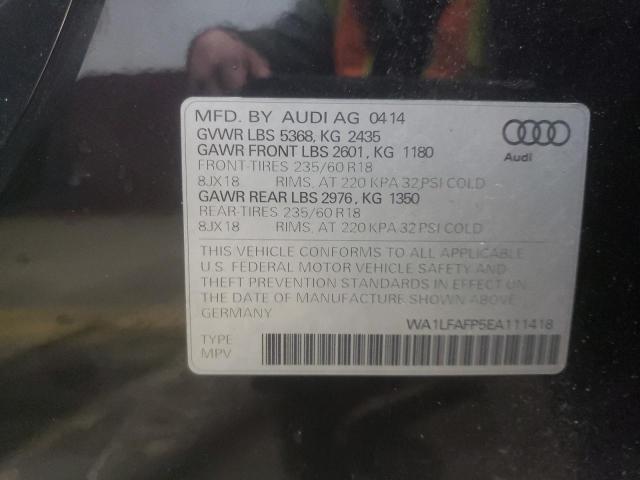 MFD. BY AUDI AG 0414
GVWR LBS 5368, KG 2435
GAWR FRONT LBS 2601, KG 1180
FRONT-TIRES 235/60 R18
8JX18 RIMS, AT 220 KPA 32 PSI COLD
GAWR REAR LBS 2976, KG 1350
REAR-TIRES 235/60 R18
8JX18 RIMS, AT 220 KPA 32 PSI COLD
Audi
THIS VEHICLE CONFORMS TO ALL APPLICABLE
U.S. FEDERAL MOTOR VEHICLE SAFETY AND
THEFT PREVENTION STANDARDS IN EFFECT ON
THE DATE OF MANUFACTURE SHOWN ABOVE.
GERMANY
WA1LFAFP5EA111418
TYPE
MPV